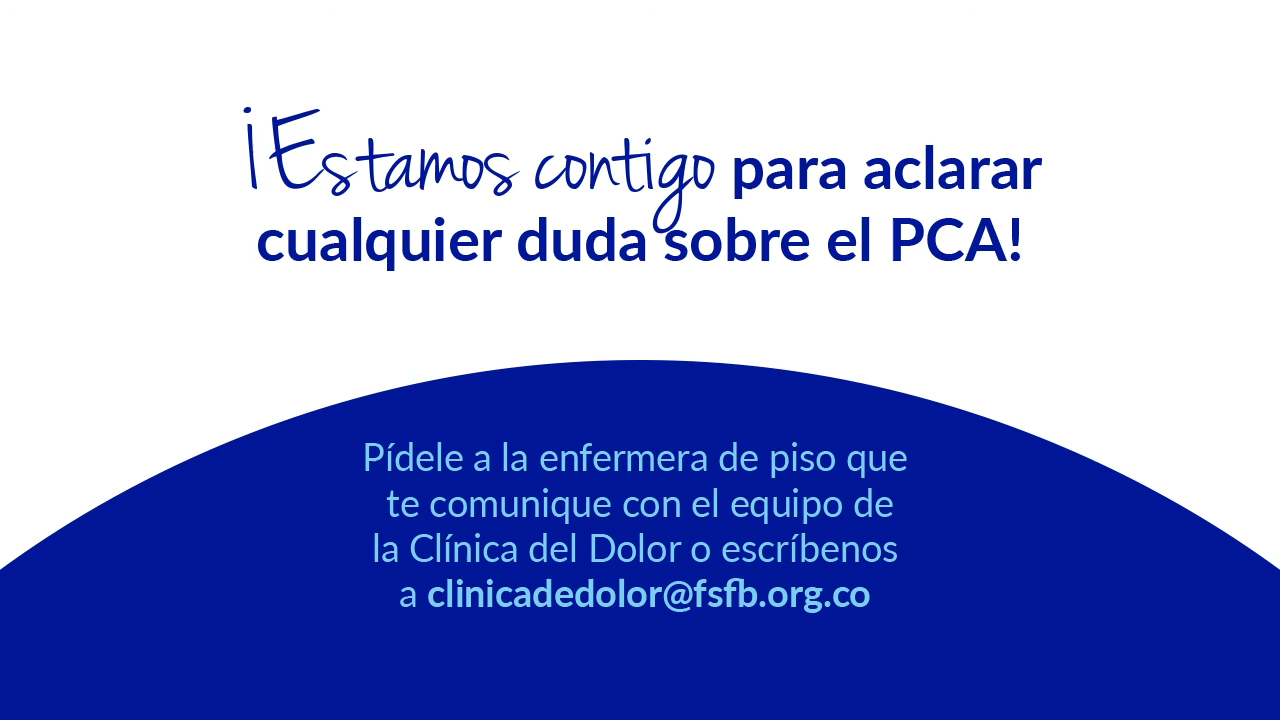 ¡Estamos contigo para aclarar
cualquier duda sobre el PCA!
Pídele a la enfermera de piso que
te comunique con el equipo de
la Clínica del Dolor o escríbenos
a clinicadedolor@fsfb.org.co